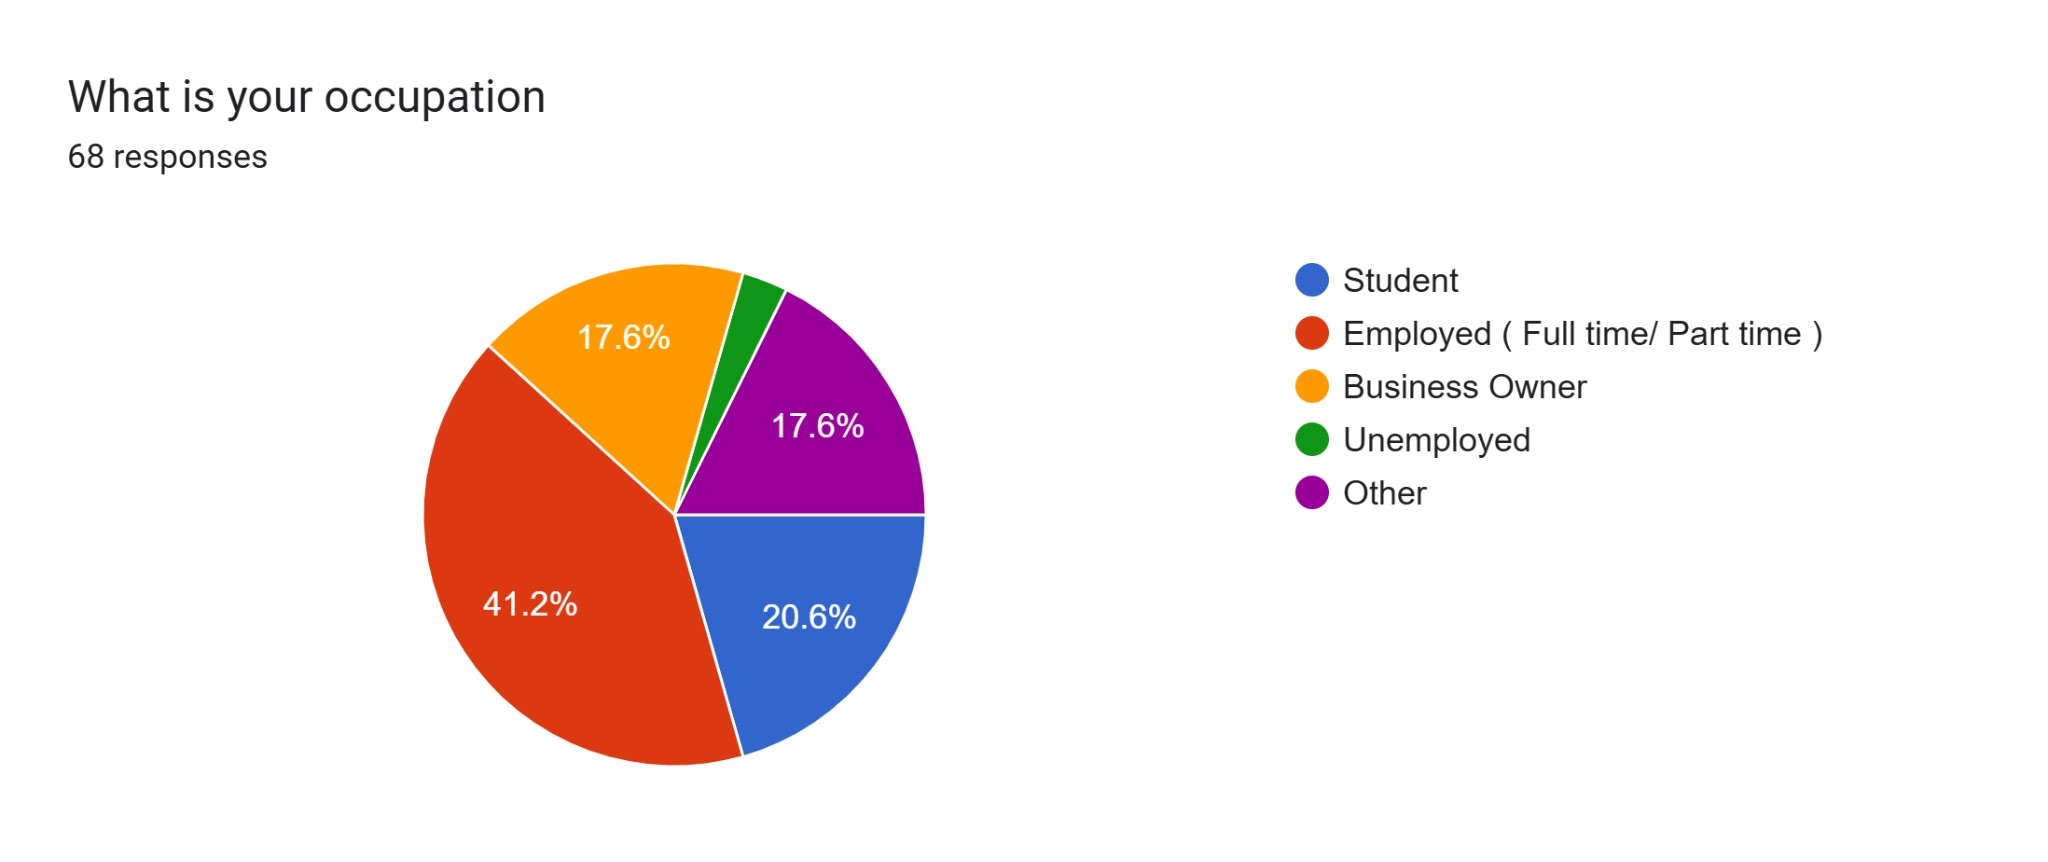 What is your occupation
68 responses
17.6%
17.6%
41.2%
20.6%
Student
Employed ( Full time/ Part time )
Business Owner
Unemployed
Other